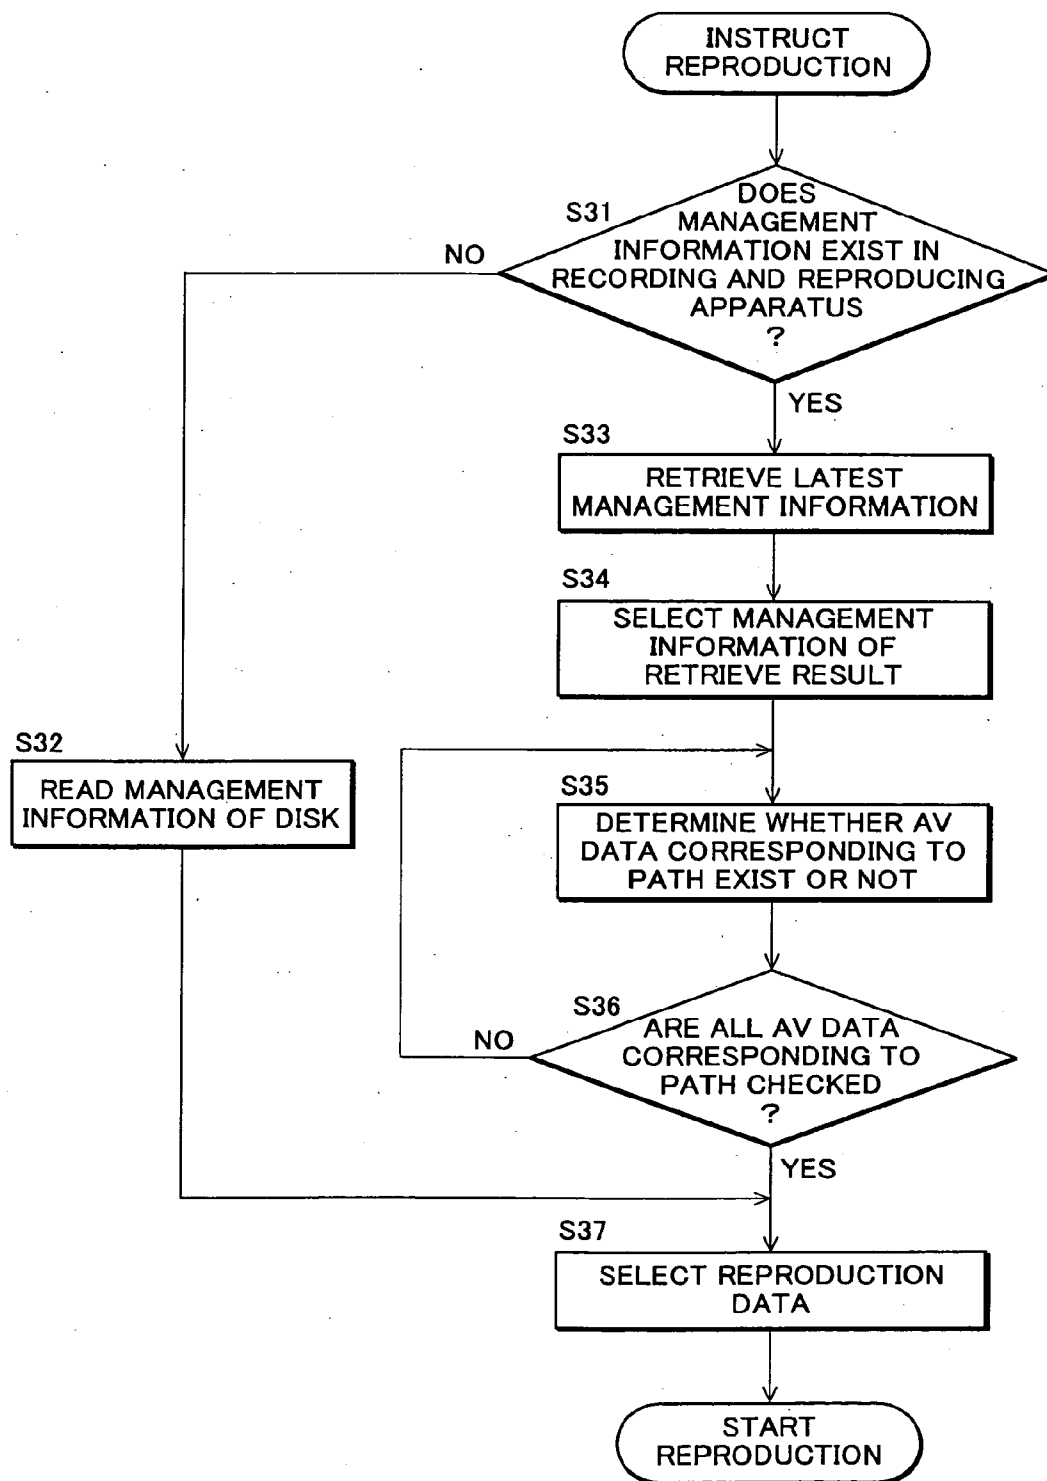 INSTRUCT
REPRODUCTION
S31
DOES
MANAGEMENT
INFORMATION EXIST IN
RECORDING AND REPRODUCING
APPARATUS
?
NO
YES
S33
RETRIEVE LATEST
MANAGEMENT INFORMATION
S34
SELECT MANAGEMENT
INFORMATION OF
RETRIEVE RESULT
S32
READ MANAGEMENT
INFORMATION OF DISK
S35
DETERMINE WHETHER AV
DATA CORRESPONDING TO
PATH EXIST OR NOT
S36
NO
ARE ALL AV DATA
CORRESPONDING TO
PATH CHECKED
?
YES
S37
SELECT REPRODUCTION
DATA
START
REPRODUCTION